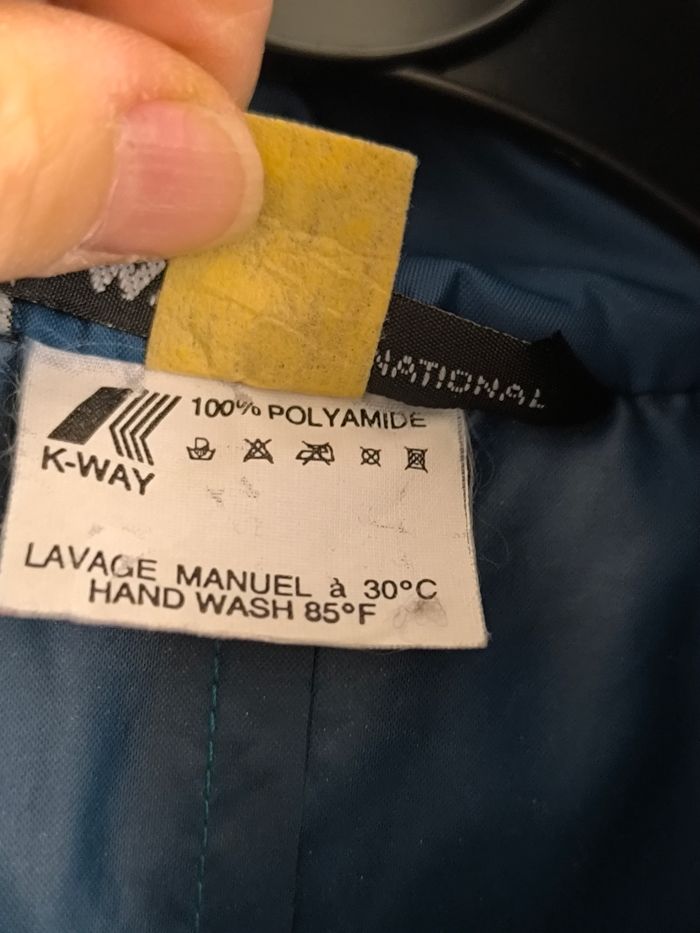 NATIONAL
100% POLYAMIDE
K-WAY
LAVAGE MANUEL à 30°C
HAND WASH 85°F